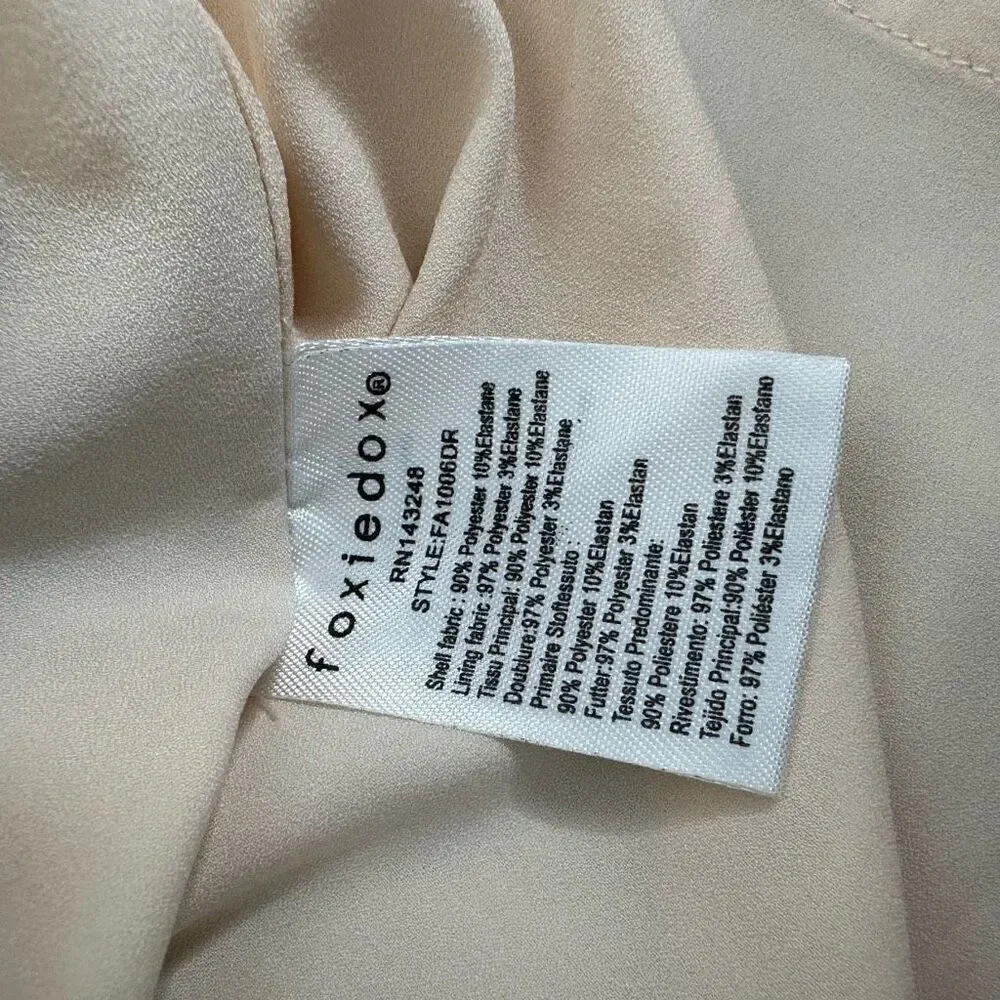 foxiedox®
RN143248
STYLE:FA1006DR
Shell fabric : 90% Polyester 10%Elastane
Lining fabric :97% Polyester 3%Elastane
Tissu Principal: 90% Polyester 10%Elastane
Doublure:97% Polyester 3%Elastane
Primaire Stoftessuto :
90% Polyester 10%Elastan
Futter:97% Polyester 3%Elastan
Tessuto Predominante:
90% Poliestere 10%Elastan
Rivestimento: 97% Poliestere 3%Elastan
Tejido Principal:90% Poliéster 10%Elastano
Forro: 97% Poliéster 3%Elastano